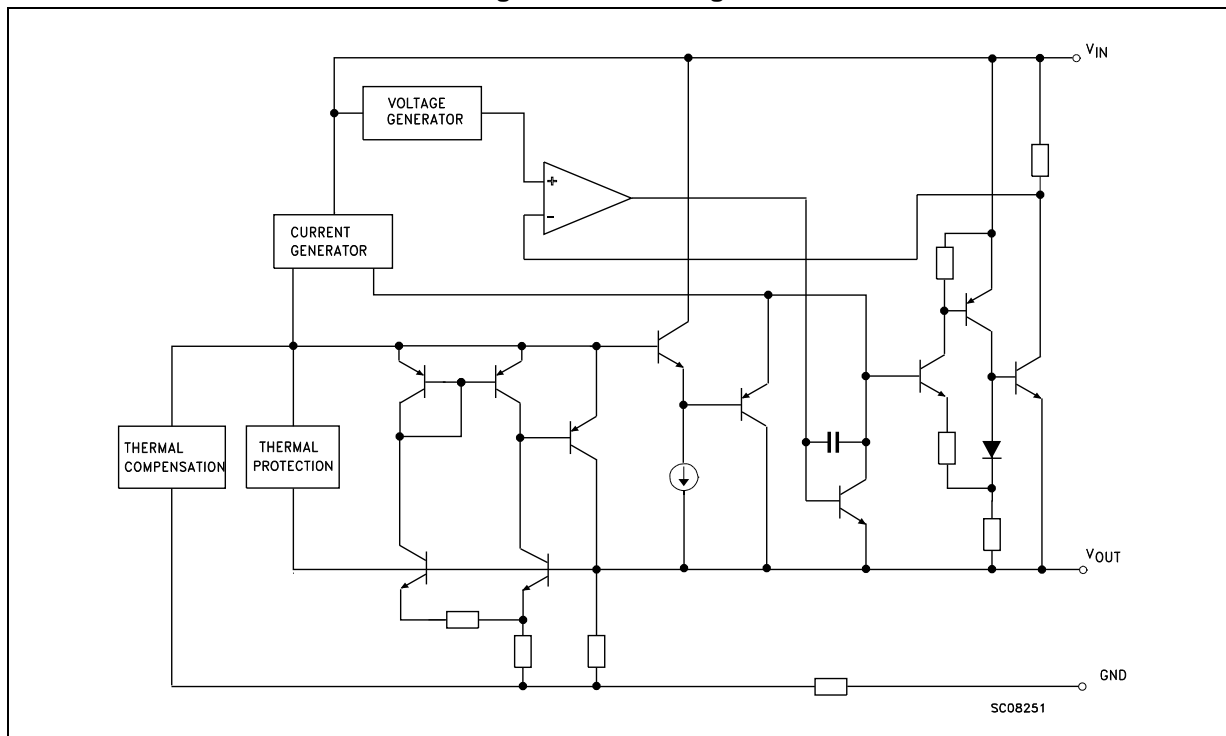 VIN
VOLTAGE
GENERATOR
+
-
CURRENT
GENERATOR
THERMAL
COMPENSATION
THERMAL
PROTECTION
VOUT
GND
SC08251